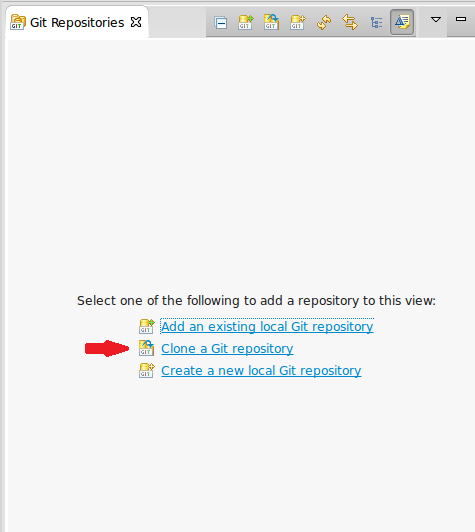 Git Repositories
Select one of the following to add a repository to this view:
Add an existing local Git repository
Clone a Git repository
Create a new local Git repository